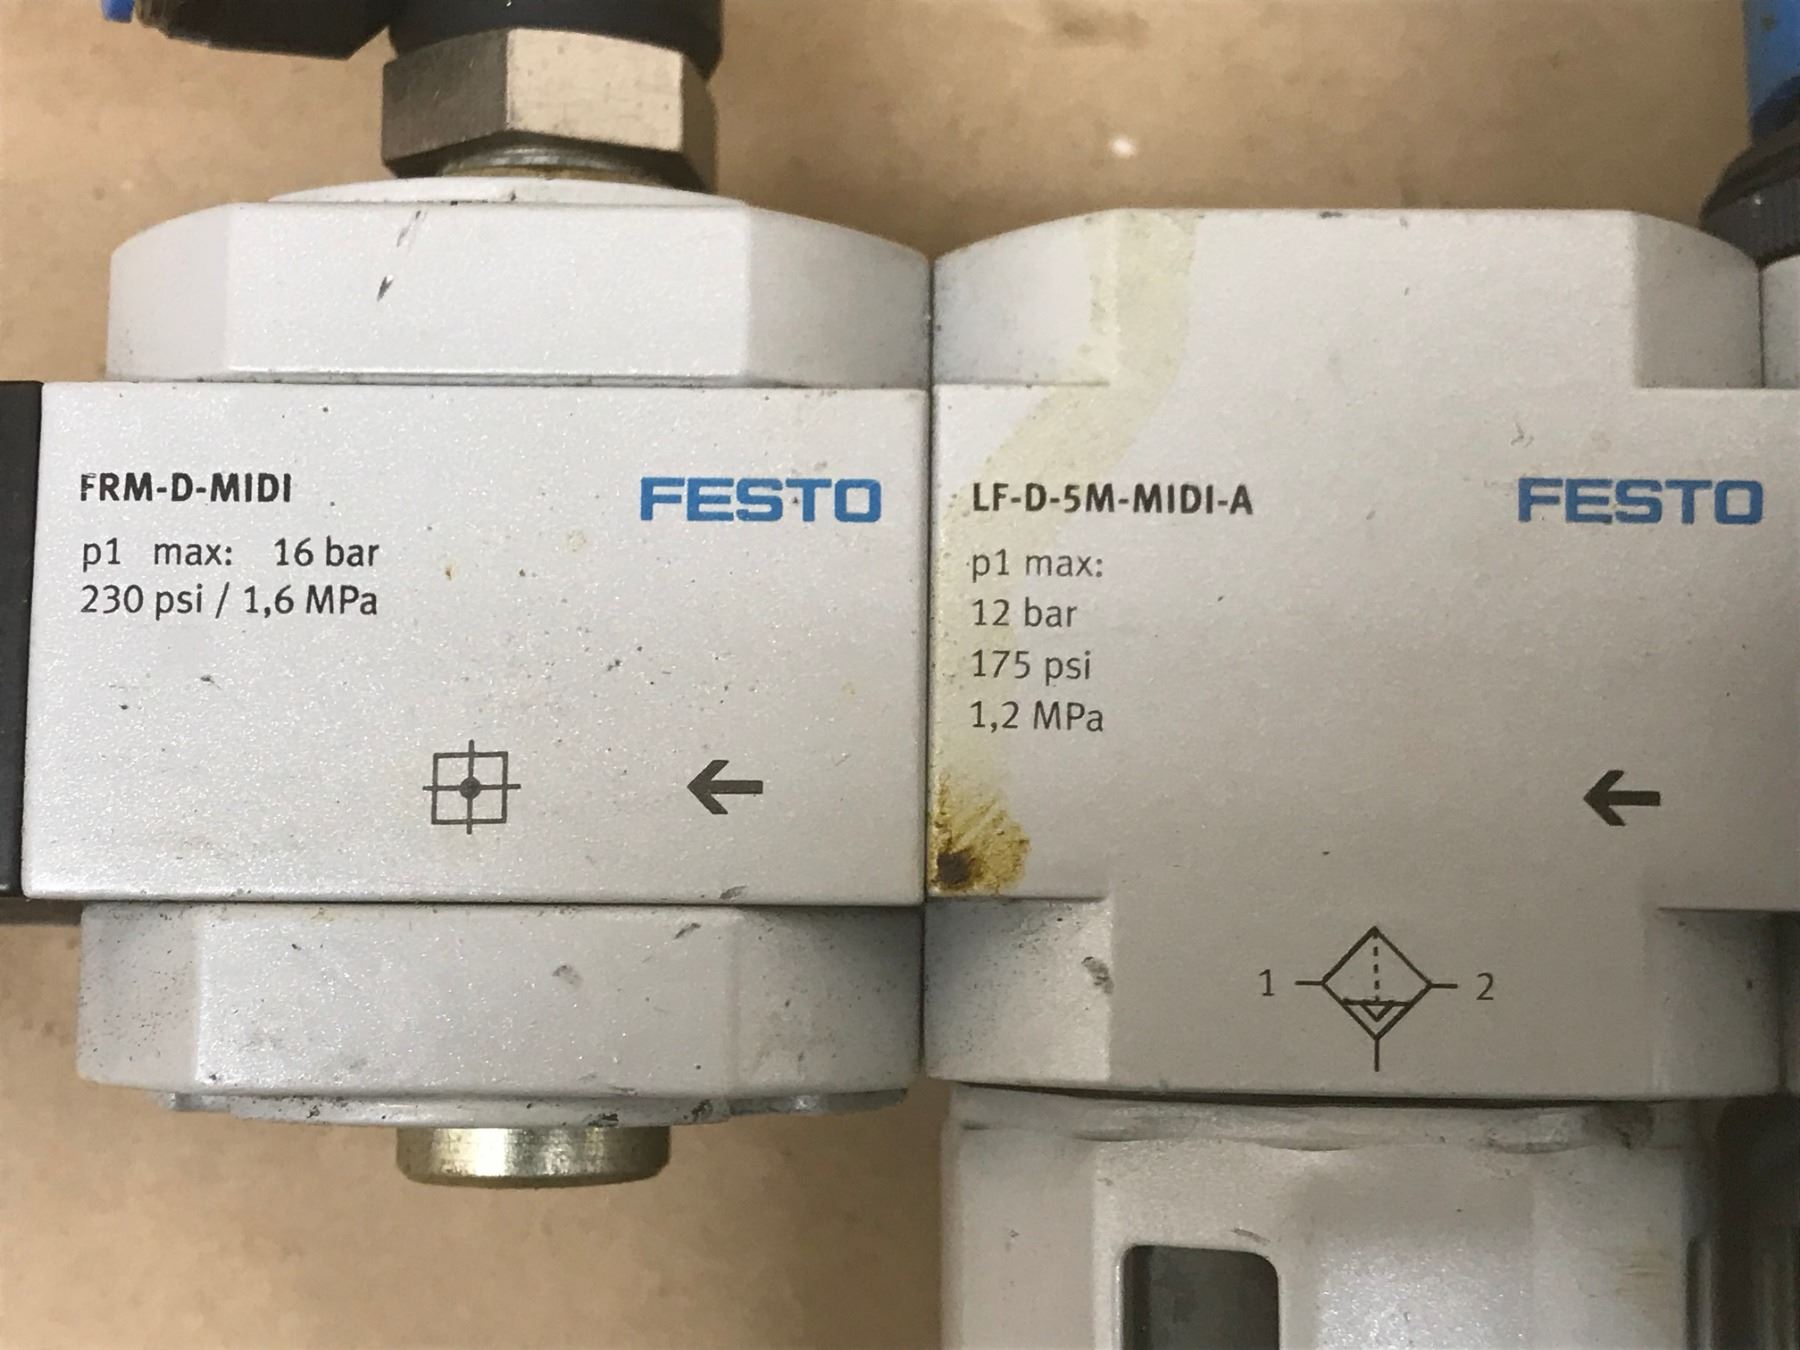 FRM-D-MIDI
FESTO
p1 max: 16 bar
230 psi / 1,6 MPa
LF-D-5M-MIDI-A
FESTO
p1 max:
12 bar
175 psi
1,2 MPa
1 2